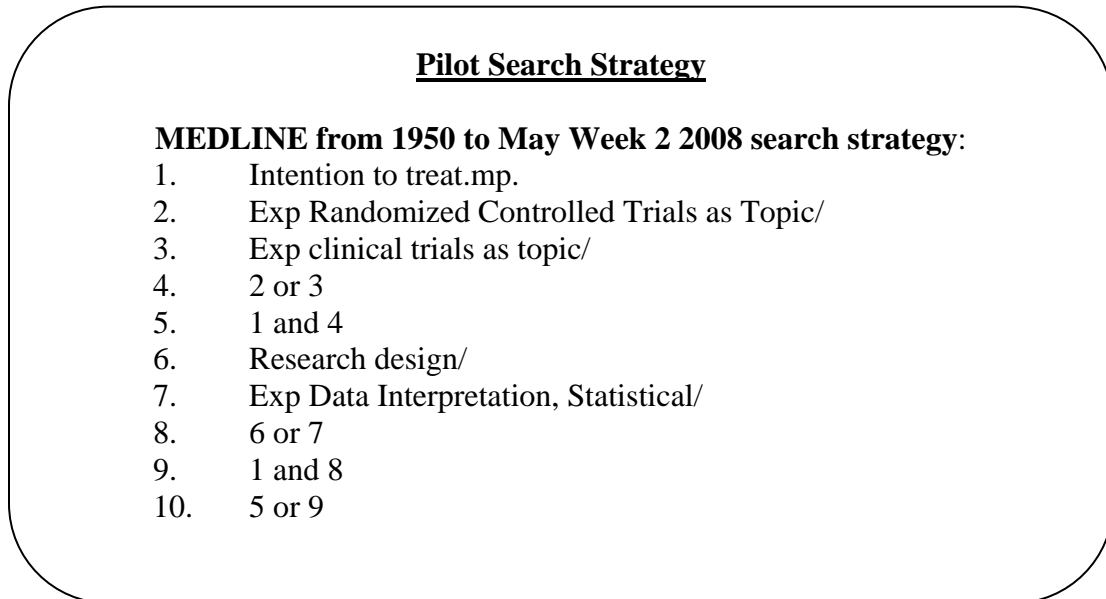 Pilot Search Strategy
MEDLINE from 1950 to May Week 2 2008 search strategy:
1. Intention to treat.mp.
2. Exp Randomized Controlled Trials as Topic/
3. Exp clinical trials as topic/
4. 2 or 3
5. 1 and 4
6. Research design/
7. Exp Data Interpretation, Statistical/
8. 6 or 7
9. 1 and 8
10. 5 or 9